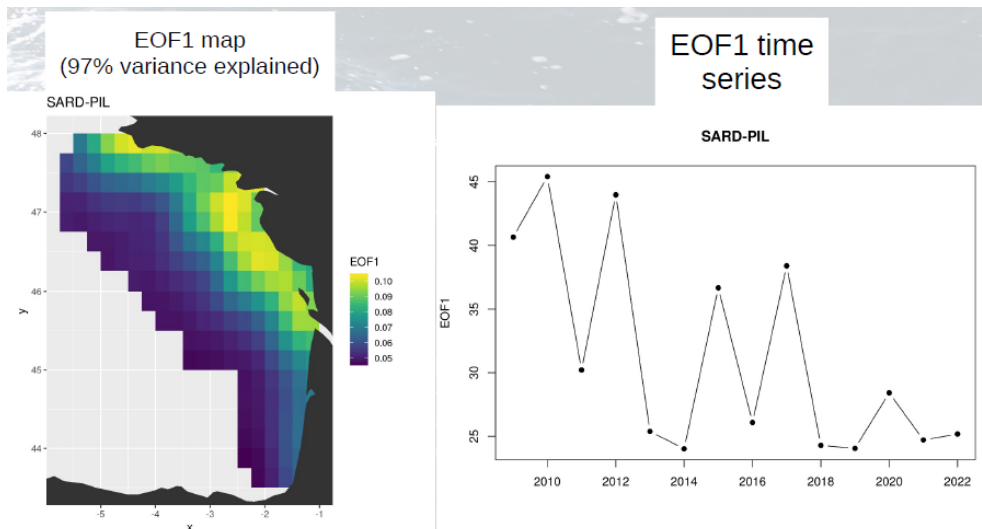 EOF1 map
(97% variance explained)
EOF1 time
series
SARD-PIL
48
47
46
45
44
y
-5
-4
-3
-2
-1
x
EOF1
0.10
0.09
0.08
0.07
0.06
0.05
SARD-PIL
45
40
35
30
25
EOF1
2010
2012
2014
2016
2018
2020
2022